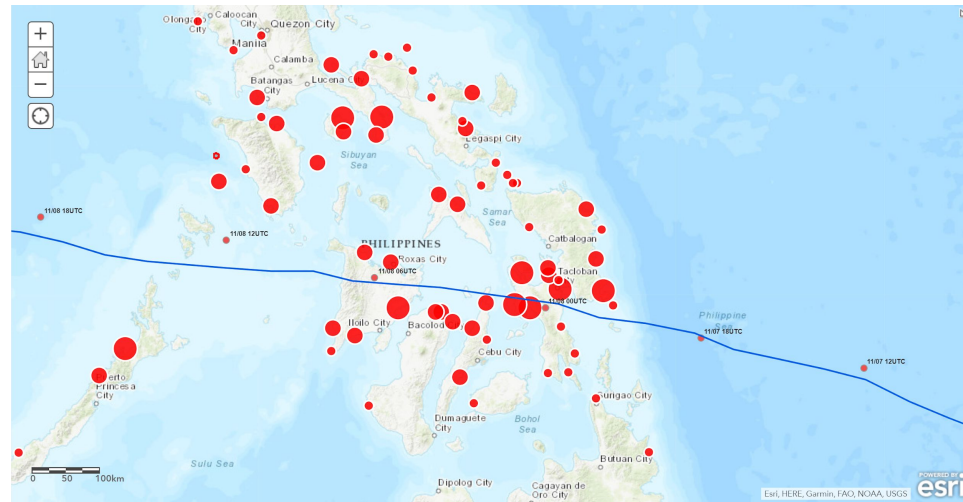 Olongapo
City
Caloocan
City
Quezon City
Manila
Calamba
Batangas
City
Lucena City
Legaspi City
Sibuyan
Sea
Samar
Sea
11/08 18UTC
11/08 12UTC
PHILIPPINES
Roxas City
11/08 06UTC
Catbalogan
Tacloban
City
11/08 00UTC
Iloilo City
Bacolod
Philippine
Sea
11/07 18UTC
11/07 12UTC
Cebu City
Puerto
Princesa
City
Surigao City
Dumaguete
City
Bohol
Sea
Sulu Sea
Butuan City
Dipolog City
Cagayan de
Oro City
0 50 100km
Esri, HERE, Garmin, FAO, NOAA, USGS
POWERED BY
esri